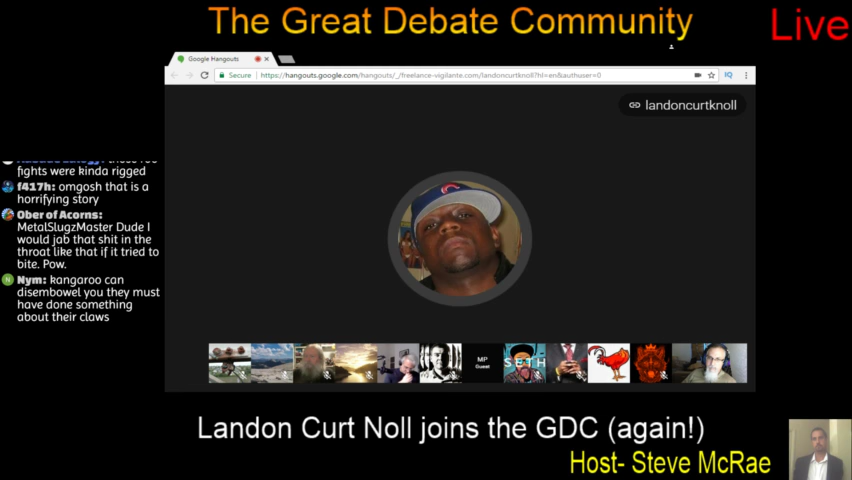 The Great Debate Community
Live
Google Hangouts
Secure
https://hangouts.google.com/hangouts/_/freelance-vigilante.com/landoncurtknoll?hl=en&authuser=0
IQ
landoncurtknoll
fights were kinda rigged
f417h: omgosh that is a
horrifying story
Ober of Acorns:
MetalSlugzMaster Dude I
would jab that shit in the
throat like that if it tried to
bite. Pow.
Nym: kangaroo can
disembowel you they must
have done something
about their claws
MP
Guest
SETH
Landon Curt Noll joins the GDC (again!)
Host- Steve McRae